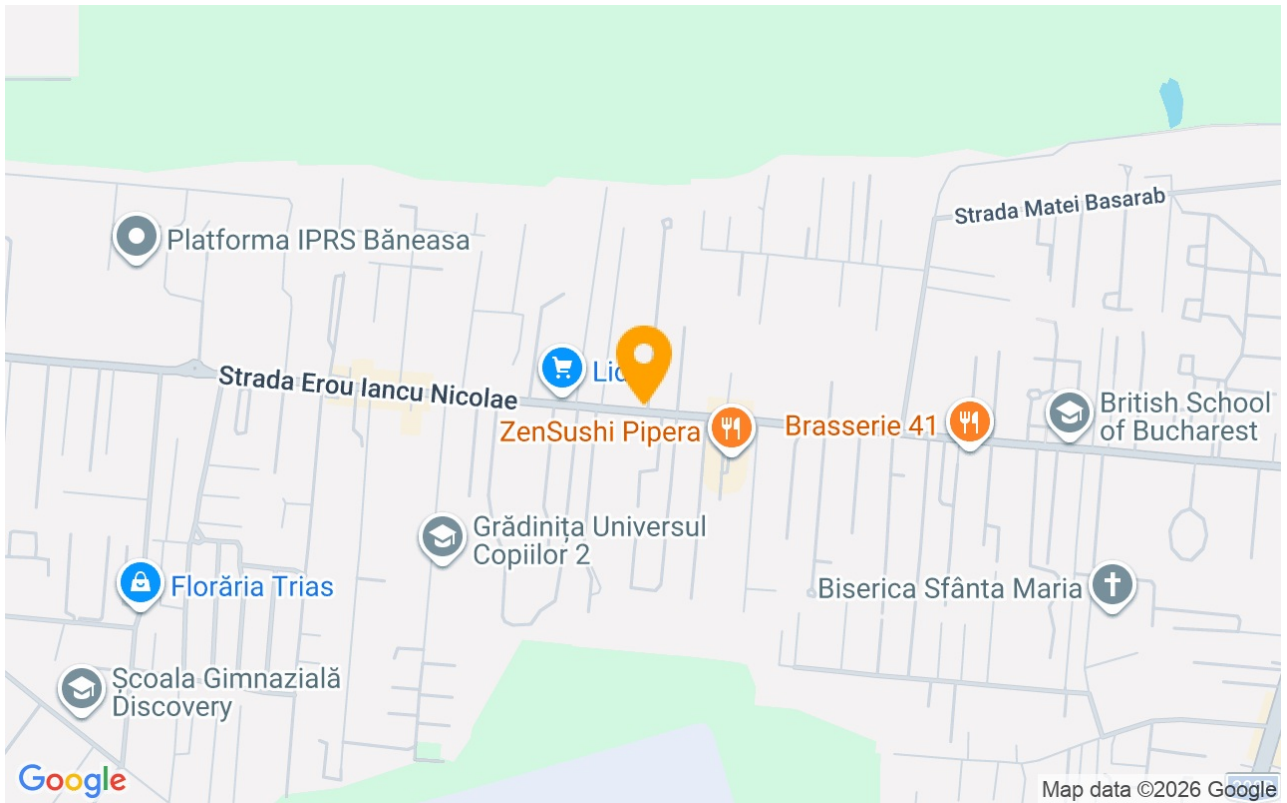 Strada Matei Basarab
Platforma IPRS Băneasa
Strada Erou Iancu Nicolae
ZenSushi Pipera
Brasserie 41
British School
of Bucharest
Grădinița Universul
Copiilor 2
Florăria Trias
Biserica Sfânta Maria
Școala Gimnazială
Discovery
Google
Map data ©2026 Google